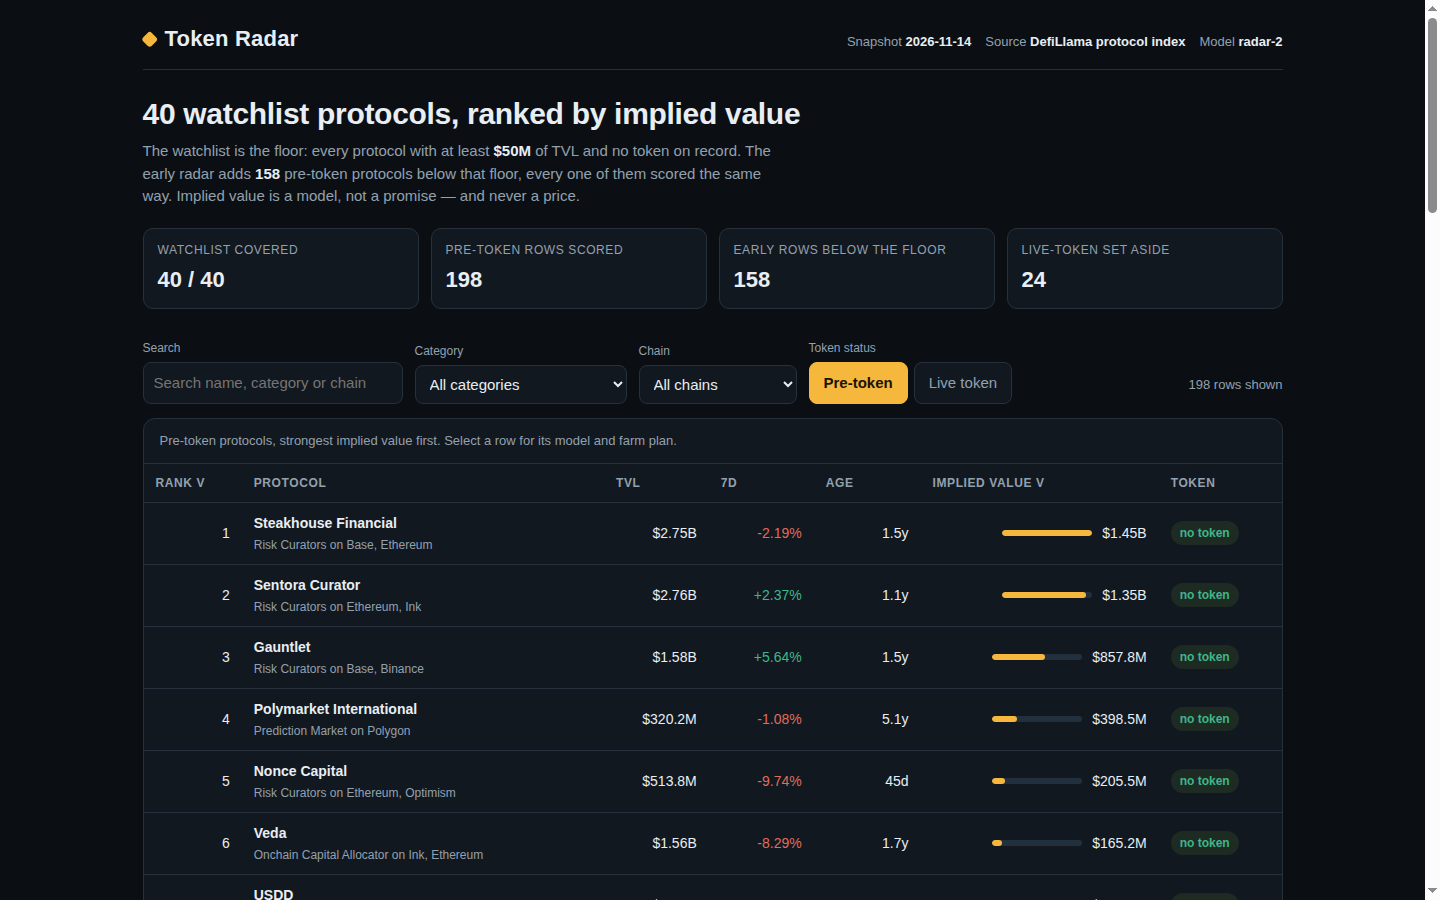 Token Radar
Snapshot 2026-11-14 Source DefiLlama protocol index Model radar-2
40 watchlist protocols, ranked by implied value
The watchlist is the floor: every protocol with at least $50M of TVL and no token on record. The
early radar adds 158 pre-token protocols below that floor, every one of them scored the same
way. Implied value is a model, not a promise — and never a price.
WATCHLIST COVERED
40 / 40
PRE-TOKEN ROWS SCORED
198
EARLY ROWS BELOW THE FLOOR
158
LIVE-TOKEN SET ASIDE
24
Search
Search name, category or chain
Category
All categories
Chain
All chains
Token status
Pre-token
Live token
198 rows shown
Pre-token protocols, strongest implied value first. Select a row for its model and farm plan.
RANK V PROTOCOL TVL 7D AGE IMPLIED VALUE V TOKEN
1 Steakhouse Financial $2.75B -2.19% 1.5y $1.45B no token
Risk Curators on Base, Ethereum
2 Sentora Curator $2.76B +2.37% 1.1y $1.35B no token
Risk Curators on Ethereum, Ink
3 Gauntlet $1.58B +5.64% 1.5y $857.8M no token
Risk Curators on Base, Binance
4 Polymarket International $320.2M -1.08% 5.1y $398.5M no token
Prediction Market on Polygon
5 Nonce Capital $513.8M -9.74% 45d $205.5M no token
Risk Curators on Ethereum, Optimism
6 Veda $1.56B -8.29% 1.7y $165.2M no token
Onchain Capital Allocator on Ink, Ethereum
USDD